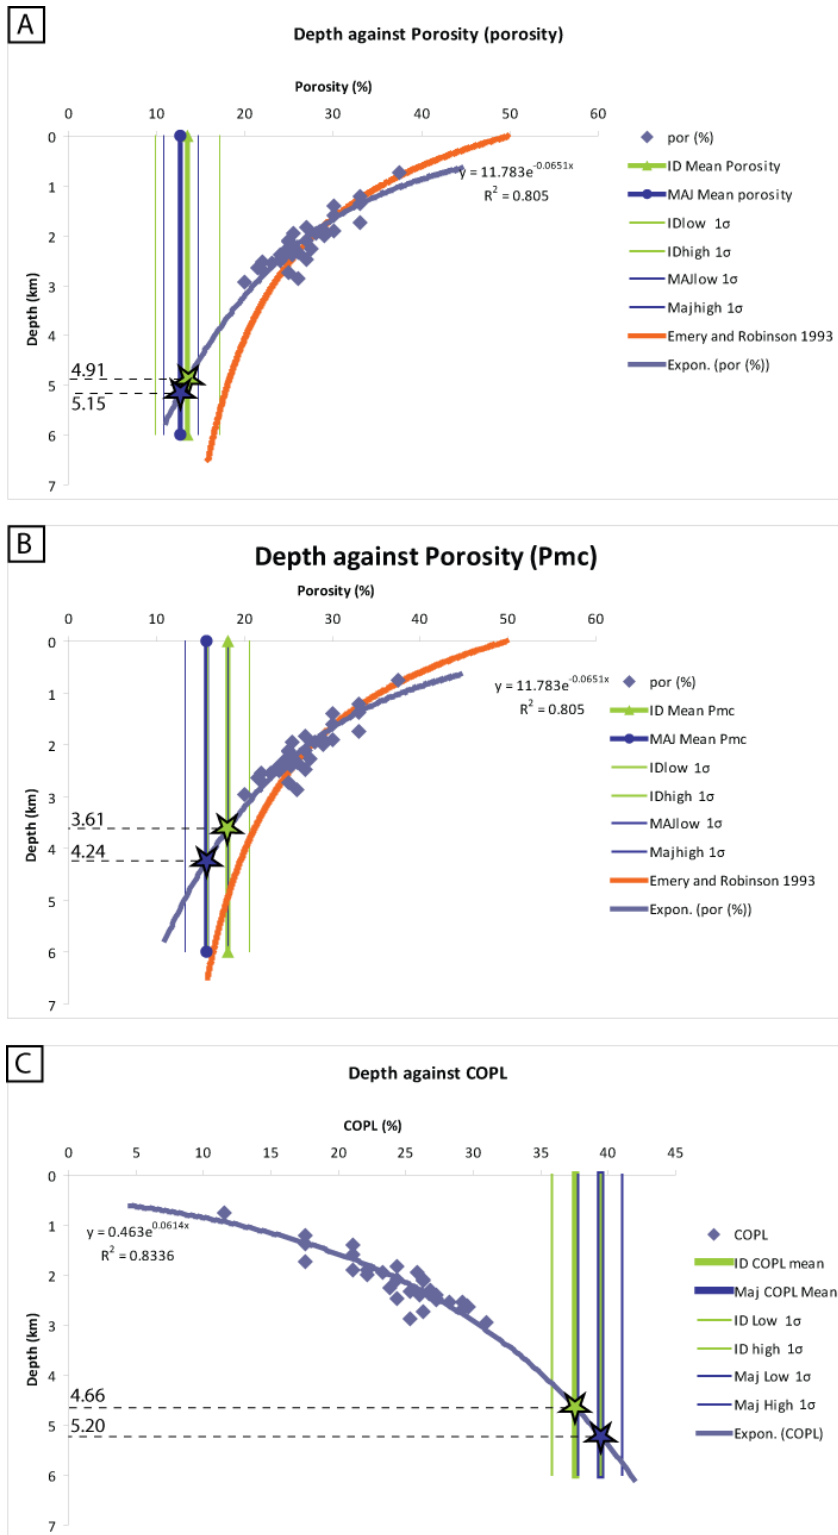 A
Depth against Porosity (porosity)
Porosity (%)
0 10 20 30 40 50 60
0
1
2
3
4
5
6
7
Depth (km)
4.91
5.15
y = 11.783e^-0.0651x
R² = 0.805
por (%)
ID Mean Porosity
MAJ Mean porosity
IDlow 1σ
IDhigh 1σ
MAJlow 1σ
Majhigh 1σ
Emery and Robinson 1993
Expon. (por (%))
B
Depth against Porosity (Pmc)
Porosity (%)
0 10 20 30 40 50 60
0
1
2
3
4
5
6
7
Depth (km)
3.61
4.24
y = 11.783e^-0.0651x
R² = 0.805
por (%)
ID Mean Pmc
MAJ Mean Pmc
IDlow 1σ
IDhigh 1σ
MAJlow 1σ
Majhigh 1σ
Emery and Robinson 1993
Expon. (por (%))
C
Depth against COPL
COPL (%)
0 5 10 15 20 25 30 35 40 45
0
1
2
3
4
5
6
7
Depth (km)
4.66
5.20
y = 0.463e^0.0614x
R² = 0.8336
COPL
ID COPL mean
Maj COPL Mean
ID Low 1σ
ID high 1σ
Maj Low 1σ
Maj High 1σ
Expon. (COPL)